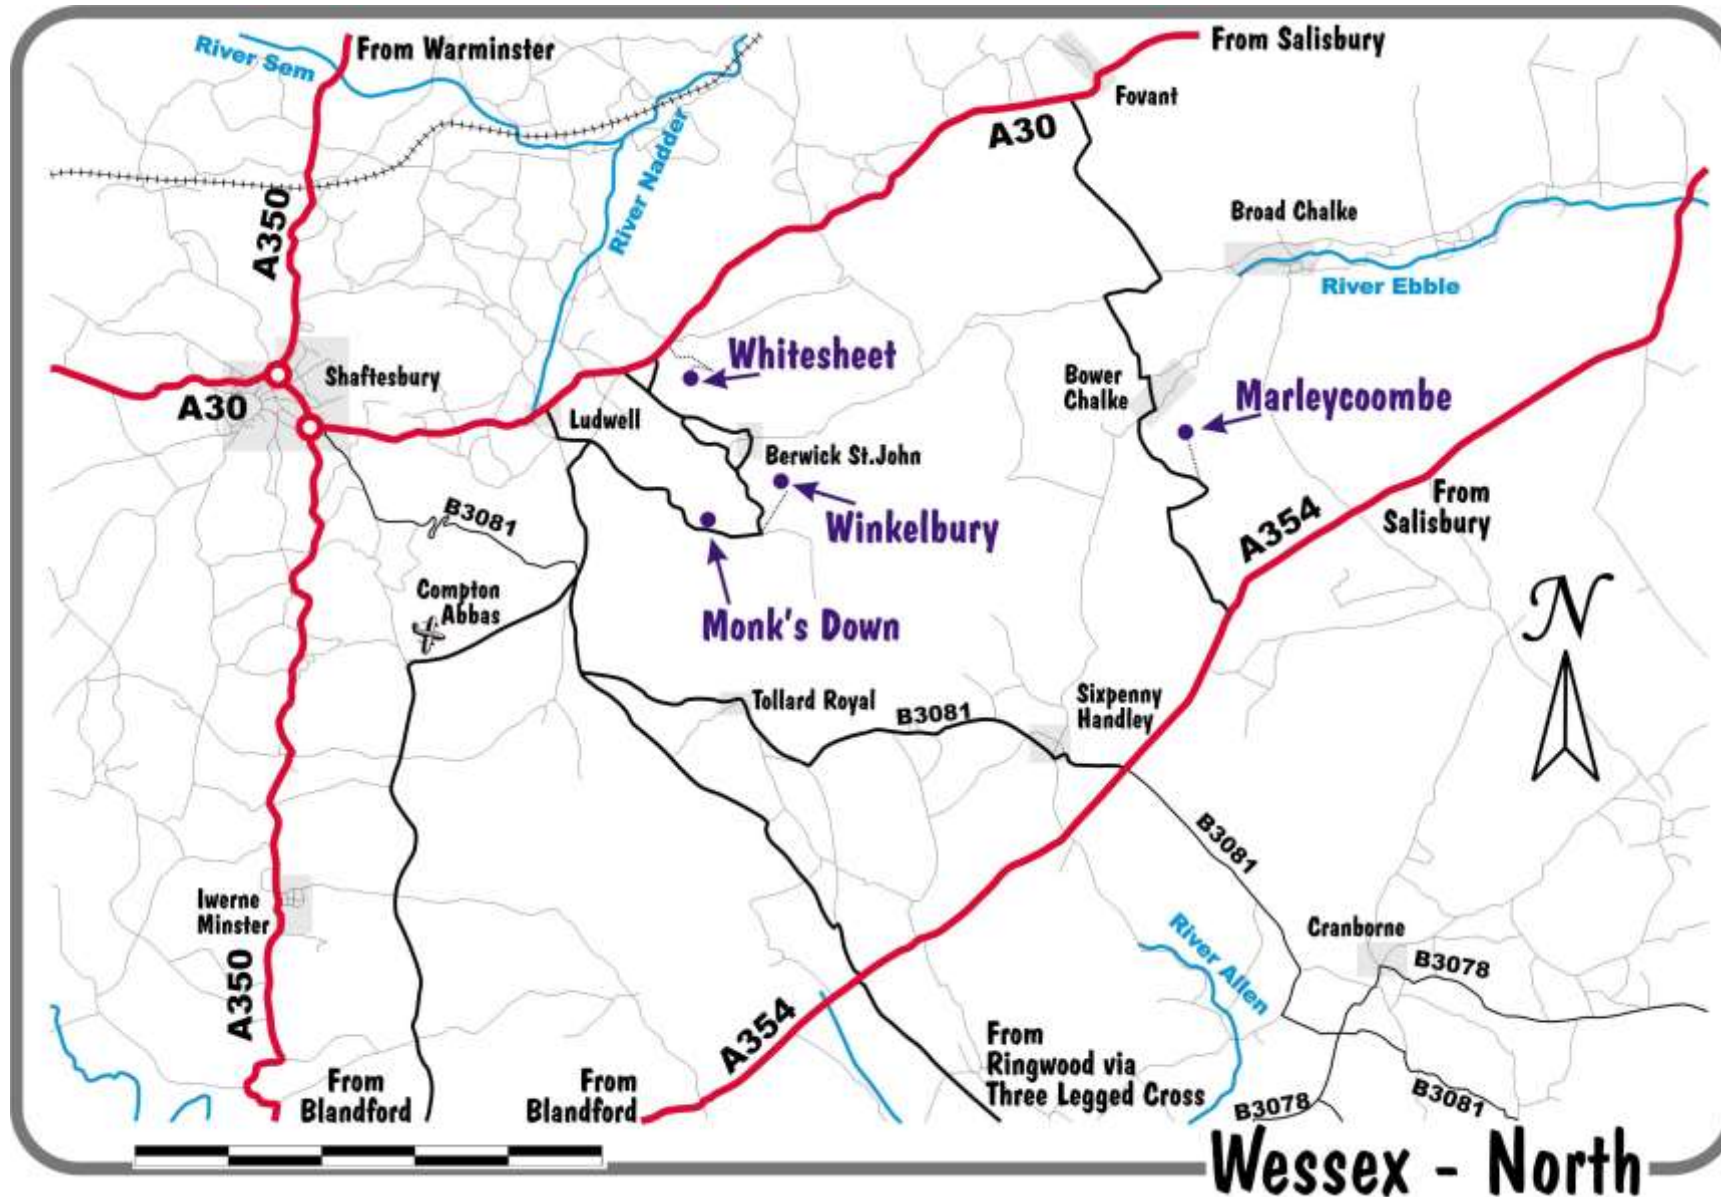 River Sem
From Warminster
From Salisbury
Fovant
A30
River Nadder
A350
Broad Chalke
River Ebble
Whitesheet
Shaftesbury
Bower
Chalke
Marleycoombe
A30
Ludwell
Berwick St.John
B3081
Winkelbury
From
Salisbury
A354
Compton
Abbas
Monk's Down
N
Tollard Royal
B3081
Sixpenny
Handley
B3081
Iwerne
Minster
Cranborne
River Allen
B3078
A350
A354
From
Ringwood via
Three Legged Cross
From
Blandford
From
Blandford
B3078
B3081
Wessex - North